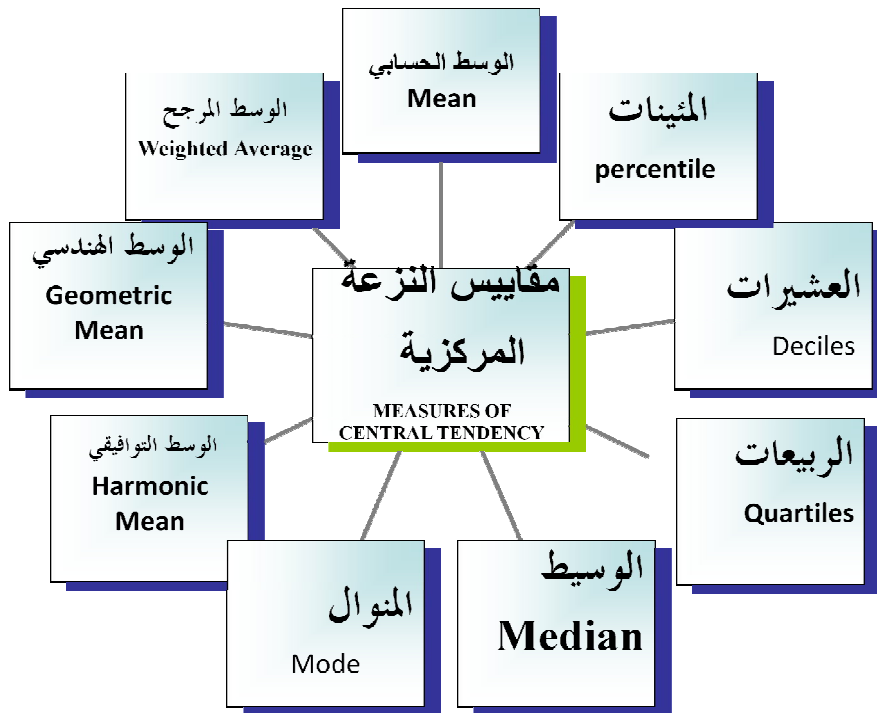 الوسط الحسابي
Mean
المئينات
percentile
العشيرات
Deciles
الربيعات
Quartiles
الوسيط
Median
المنوال
Mode
الوسط التوافيقي
Harmonic
Mean
الوسط الهندسي
Geometric
Mean
الوسط المرجح
Weighted Average
مقاييس النزعة
المركزية
MEASURES OF
CENTRAL TENDENCY